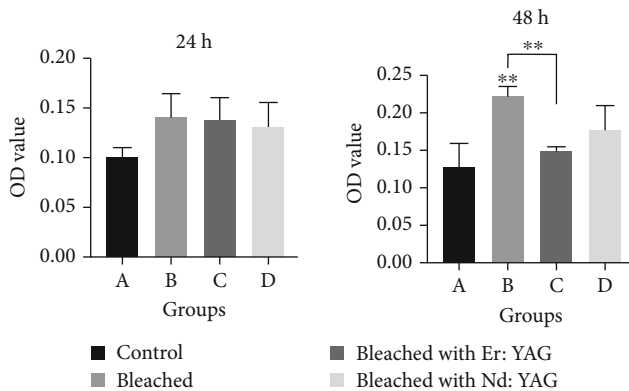 24 h
OD value
0.20
0.15
0.10
0.05
0.00
A B C D
Groups
48 h
**
**
OD value
0.25
0.20
0.15
0.10
0.05
0.00
A B C D
Groups
Control
Bleached
Bleached with Er: YAG
Bleached with Nd: YAG